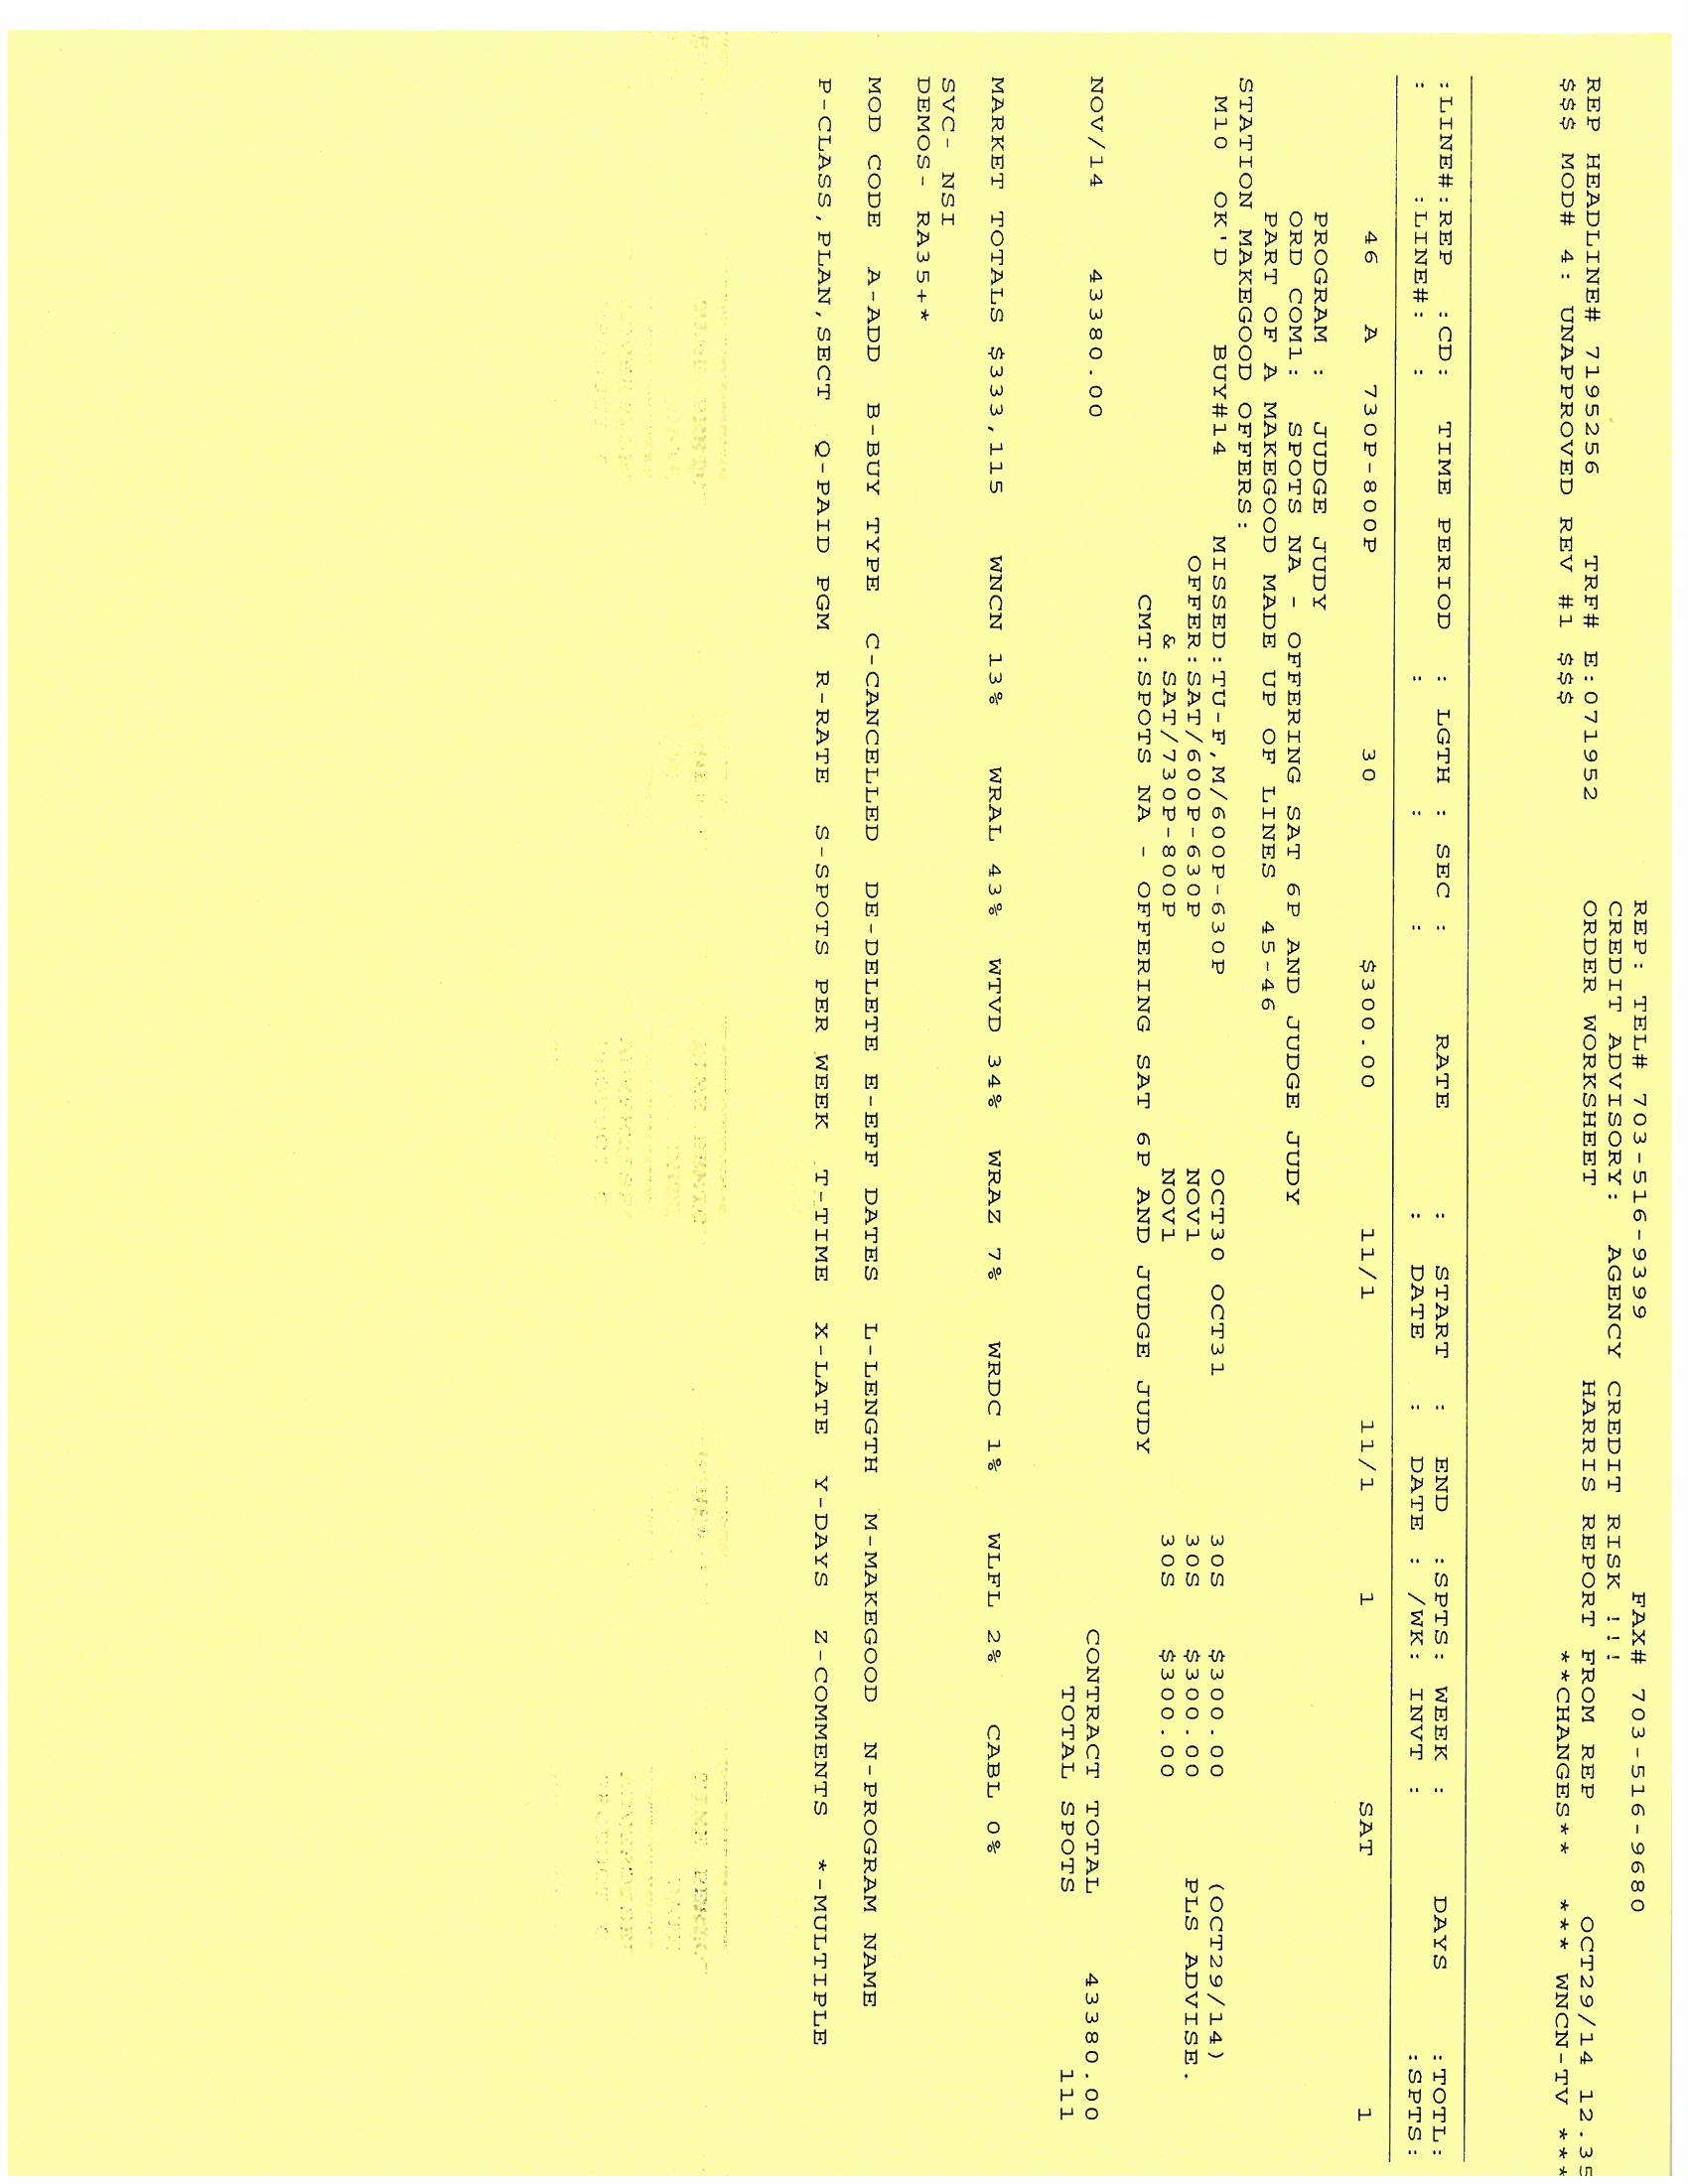 REP: TEL# 703-516-9399 FAX# 703-516-9680
CREDIT ADVISORY: AGENCY CREDIT RISK !!!
REP HEADLINE# 7195256 TRF# E:071952 ORDER WORKSHEET HARRIS REPORT FROM REP OCT29/14 12.35
$$$ MOD# 4: UNAPPROVED REV #1 $$$ **CHANGES** *** WNCN-TV ***
:LINE#:REP :CD: TIME PERIOD : LGTH : SEC : RATE : START : END :SPTS: WEEK : DAYS :TOTL:
: :LINE#: : : : : : DATE : DATE : /WK: INVT : :SPTS:
46 A 730P-800P 30 $300.00 11/1 11/1 1 SAT 1
PROGRAM : JUDGE JUDY
ORD COM1: SPOTS NA - OFFERING SAT 6P AND JUDGE JUDY
PART OF A MAKEGOOD MADE UP OF LINES 45-46
STATION MAKEGOOD OFFERS:
M10 OK'D BUY#14 MISSED:TU-F,M/600P-630P OCT30 OCT31 30S $300.00 (OCT29/14)
OFFER:SAT/600P-630P NOV1 30S $300.00 PLS ADVISE.
& SAT/730P-800P NOV1 30S $300.00
CMT:SPOTS NA - OFFERING SAT 6P AND JUDGE JUDY
NOV/14 43380.00 CONTRACT TOTAL 43380.00
TOTAL SPOTS 111
MARKET TOTALS $333,115 WNCN 13% WRAL 43% WTVD 34% WRAZ 7% WRDC 1% WLFL 2% CABL 0%
SVC- NSI
DEMOS- RA35+*
MOD CODE A-ADD B-BUY TYPE C-CANCELLED DE-DELETE E-EFF DATES L-LENGTH M-MAKEGOOD N-PROGRAM NAME
P-CLASS,PLAN,SECT Q-PAID PGM R-RATE S-SPOTS PER WEEK T-TIME X-LATE Y-DAYS Z-COMMENTS *-MULTIPLE